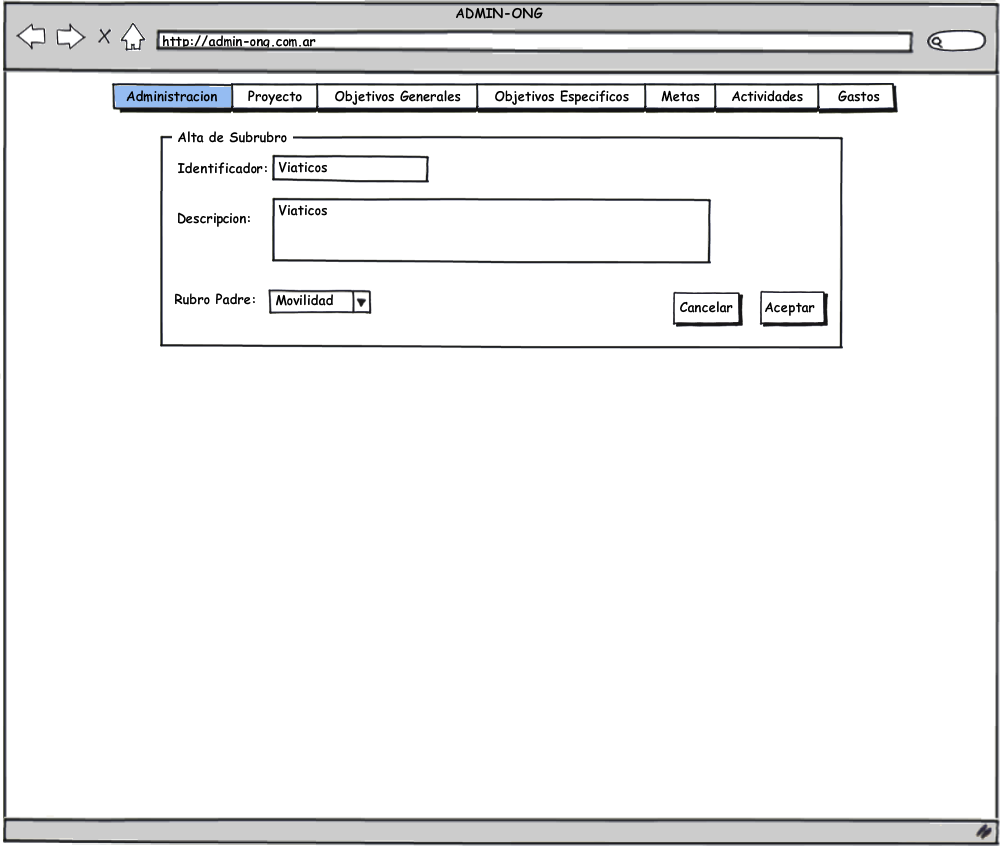 ADMIN-ONG
http://admin-ong.com.ar
Administracion Proyecto Objetivos Generales Objetivos Especificos Metas Actividades Gastos
Alta de Subrubro
Identificador: Viaticos
Descripcion: Viaticos
Rubro Padre: Movilidad
Cancelar Aceptar